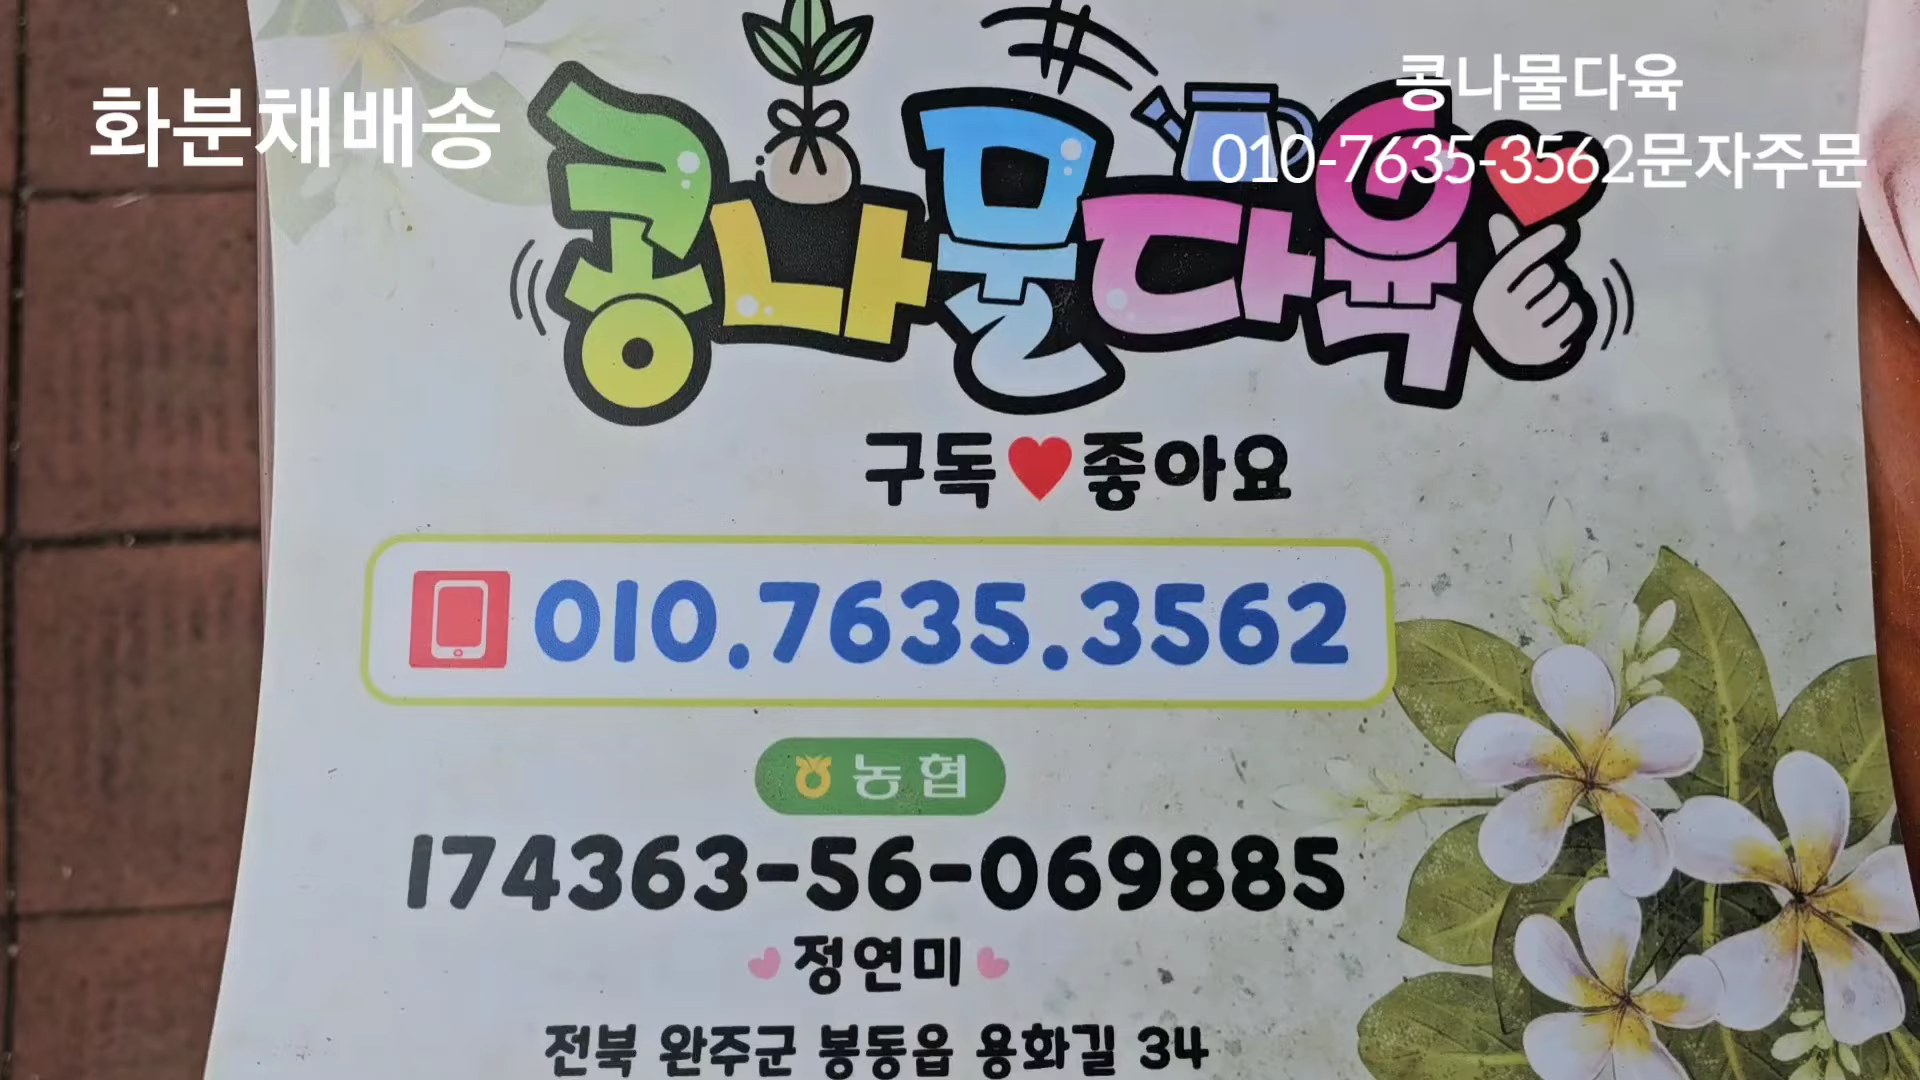 화분채배송
콩나물다육
010-7635-3562문자주문
콩나물다육
구독♥좋아요
010.7635.3562
농협
174363-56-069885
정연미
전북 완주군 봉동읍 용화길 34